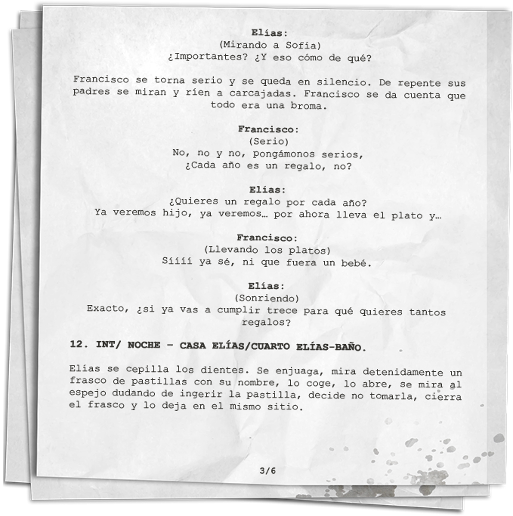 Elías:
(Mirando a Sofía)
¿Importantes? ¿Y eso cómo de qué?
Francisco se torna serio y se queda en silencio. De repente sus
padres se miran y ríen a carcajadas. Francisco se da cuenta que
todo era una broma.
Francisco:
(Serio)
No, no y no, pongámonos serios,
¿Cada año es un regalo, no?
Elías:
¿Quieres un regalo por cada año?
Ya veremos hijo, ya veremos… por ahora lleva el plato y…
Francisco:
(Llevando los platos)
Siiii ya sé, ni que fuera un bebé.
Elías:
(Sonriendo)
Exacto, ¿si ya vas a cumplir trece para qué quieres tantos
regalos?
12. INT/ NOCHE – CASA ELÍAS/CUARTO ELÍAS-BAÑO.
Elías se cepilla los dientes. Se enjuaga, mira detenidamente un
frasco de pastillas con su nombre, lo coge, lo abre, se mira al
espejo dudando de ingerir la pastilla, decide no tomarla, cierra
el frasco y lo deja en el mismo sitio.
3/6